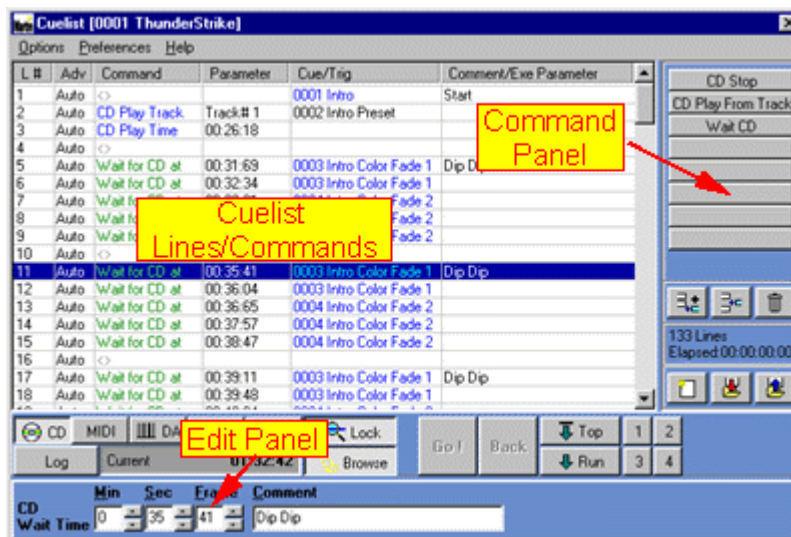 Cuelist [0001 ThunderStrike]
Options Preferences Help
L # Adv Command Parameter Cue/Trig Comment/Exe Parameter
1 Auto <> 0001 Intro Start
2 Auto CD Play Track Track# 1 0002 Intro Preset
3 Auto CD Play Time 00:26:18
4 Auto <>
5 Auto Wait for CD at 00:31:69 0003 Intro Color Fade 1 Dip
6 Auto Wait for CD at 00:32:34 0003 Intro Color Fade 1
7 Auto Fade 2
8 Auto Fade 2
9 Auto Fade 2
10 Auto <>
11 Auto Wait for CD at 00:35:41 0003 Intro Color Fade 1 Dip Dip
12 Auto Wait for CD at 00:36:04 0003 Intro Color Fade 1
13 Auto Wait for CD at 00:36:65 0004 Intro Color Fade 2
14 Auto Wait for CD at 00:37:57 0004 Intro Color Fade 2
15 Auto Wait for CD at 00:38:47 0004 Intro Color Fade 2
16 Auto <>
17 Auto Wait for CD at 00:39:11 0003 Intro Color Fade 1 Dip Dip
18 Auto Wait for CD at 00:39:48 0003 Intro Color Fade 1
Cuelist
Lines/Commands
Command
Panel
CD Stop
CD Play From Track
Wait CD
133 Lines
Elapsed 00:00:00:00
CD MIDI DA Lock
Edit Panel
Log Current 01:32:42 Browse
Go! Back Top Run
1 2
3 4
Min Sec Frame Comment
CD
Wait Time 0 35 41 Dip Dip